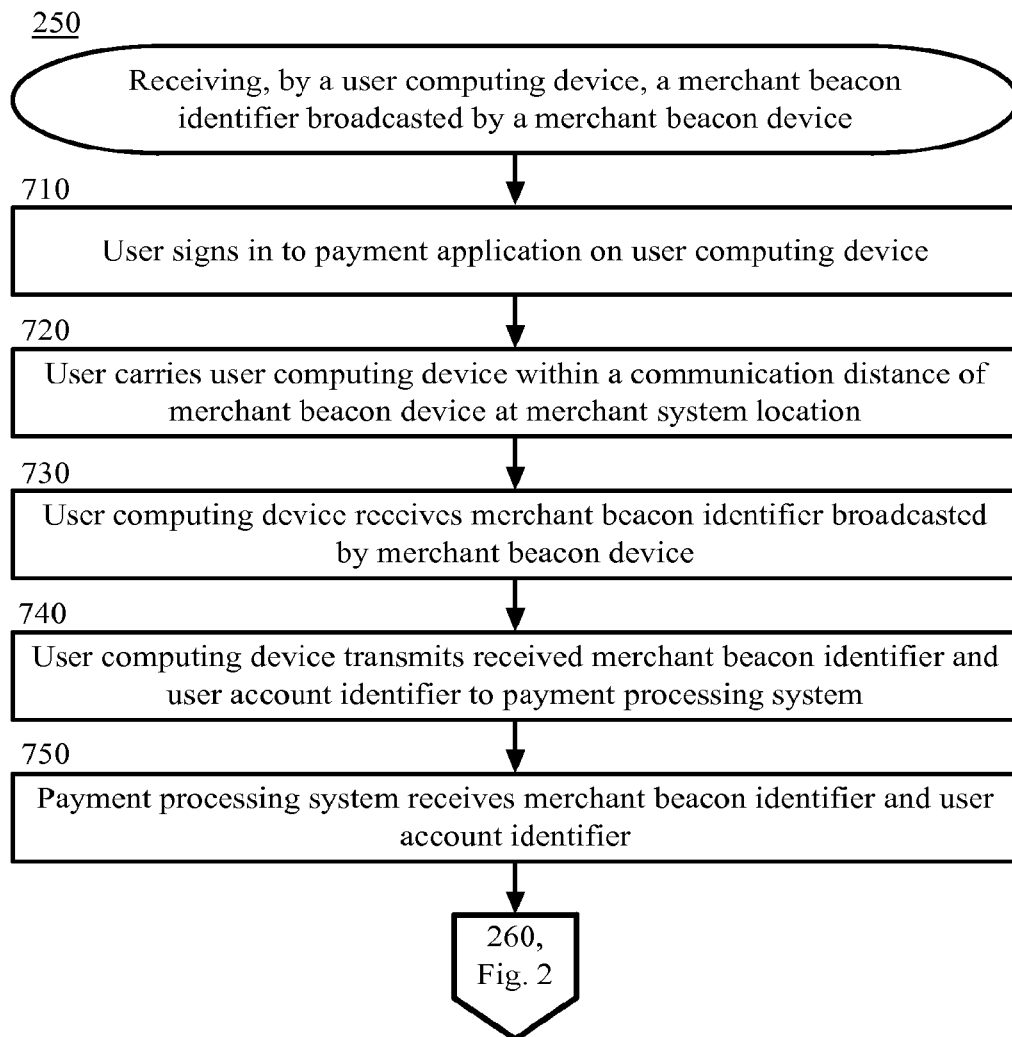 250
Receiving, by a user computing device, a merchant beacon
identifier broadcasted by a merchant beacon device
710
User signs in to payment application on user computing device
720
User carries user computing device within a communication distance of
merchant beacon device at merchant system location
730
User computing device receives merchant beacon identifier broadcasted
by merchant beacon device
740
User computing device transmits received merchant beacon identifier and
user account identifier to payment processing system
750
Payment processing system receives merchant beacon identifier and user
account identifier
260,
Fig. 2